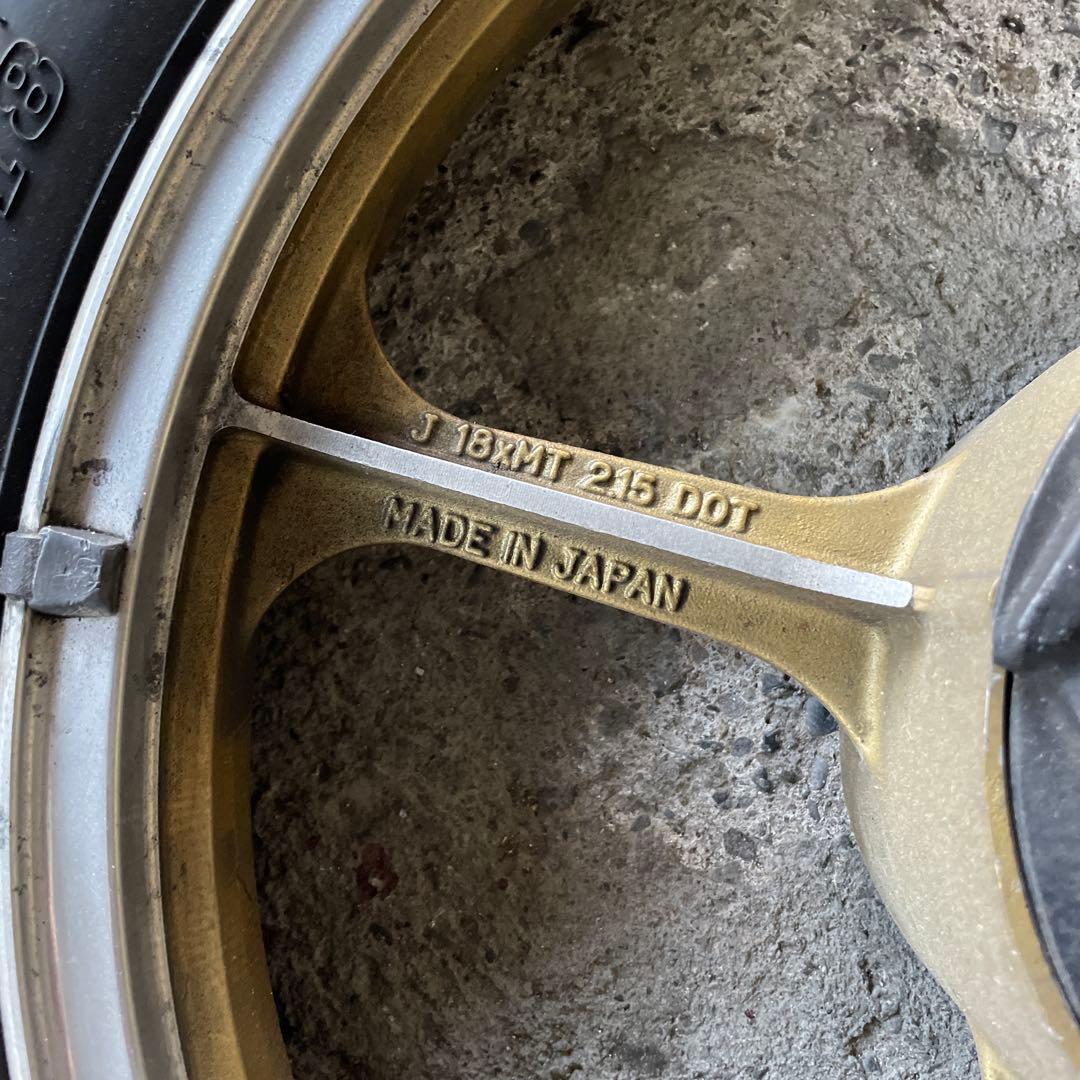 J 18xMT 2.15 DOT
MADE IN JAPAN